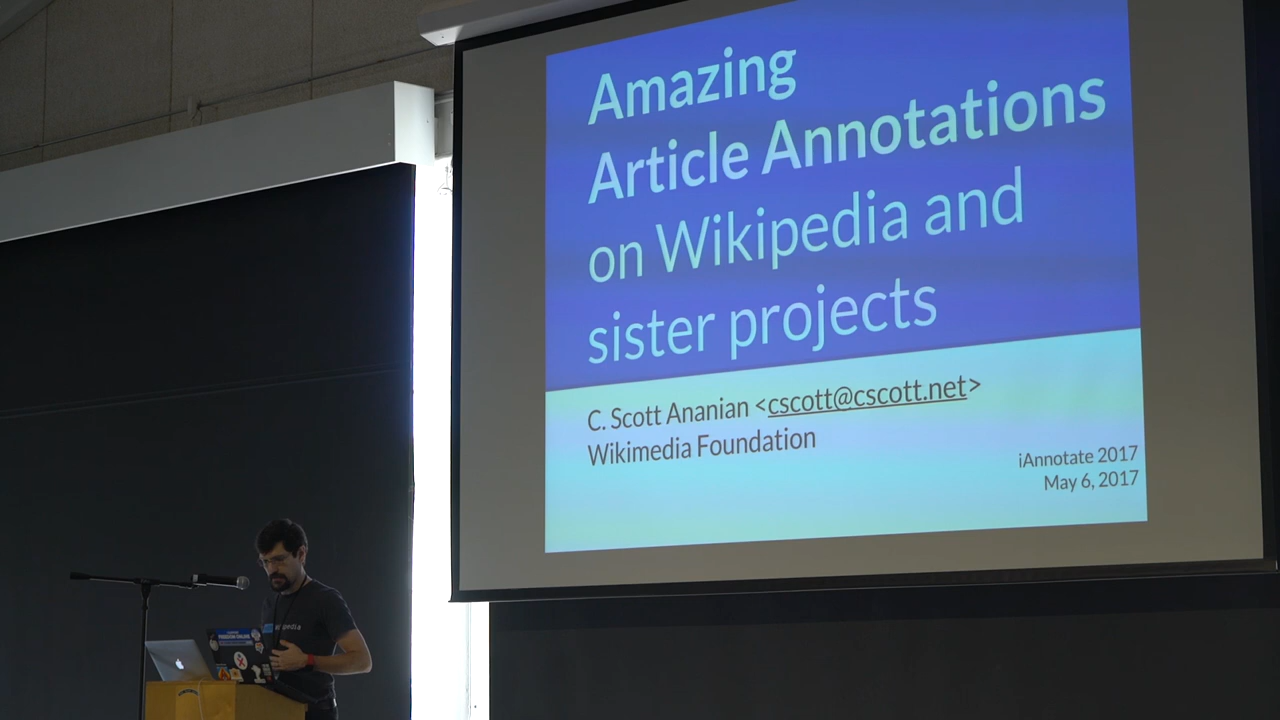 Amazing
Article Annotations
on Wikipedia and
sister projects
C. Scott Ananian <cscott@cscott.net>
Wikimedia Foundation
iAnnotate 2017
May 6, 2017